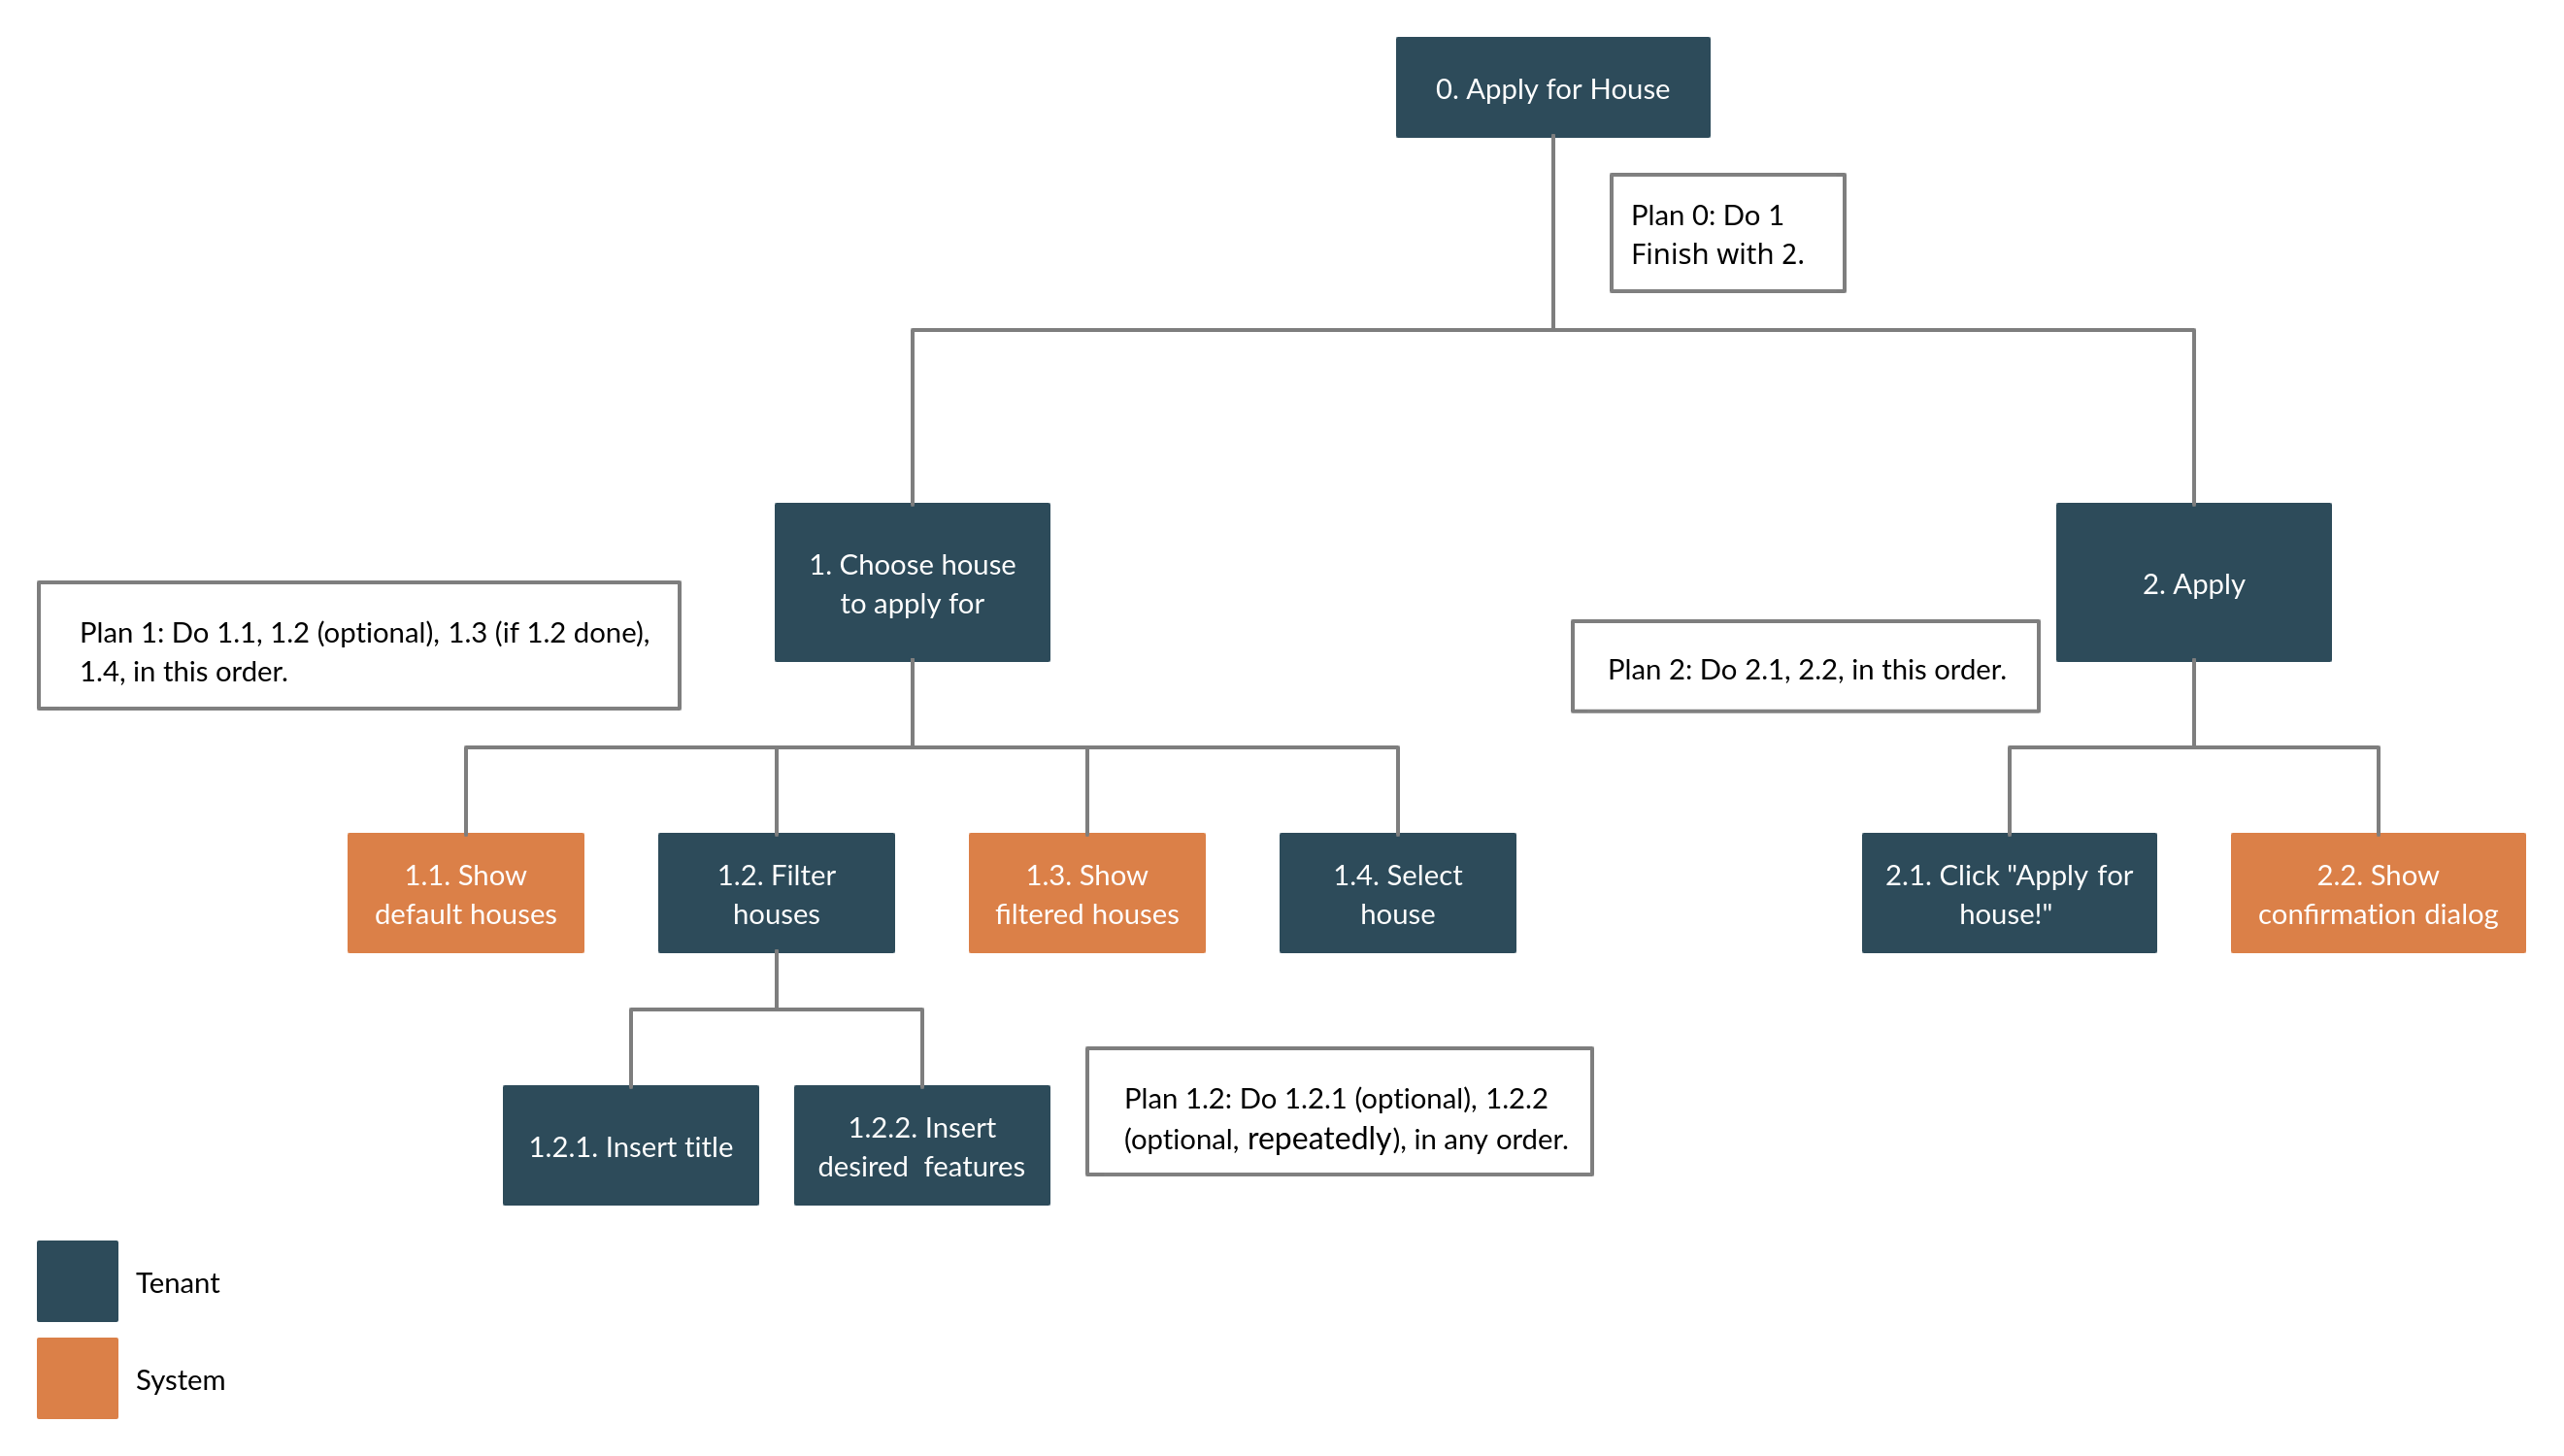 0. Apply for House
Plan 0: Do 1
Finish with 2.
1. Choose house
to apply for
2. Apply
Plan 1: Do 1.1, 1.2 (optional), 1.3 (if 1.2 done),
1.4, in this order.
Plan 2: Do 2.1, 2.2, in this order.
1.1. Show
default houses
1.2. Filter
houses
1.3. Show
filtered houses
1.4. Select
house
2.1. Click "Apply for
house!"
2.2. Show
confirmation dialog
1.2.1. Insert title
1.2.2. Insert
desired  features
Plan 1.2: Do 1.2.1 (optional), 1.2.2
(optional, repeatedly), in any order.
Tenant
System